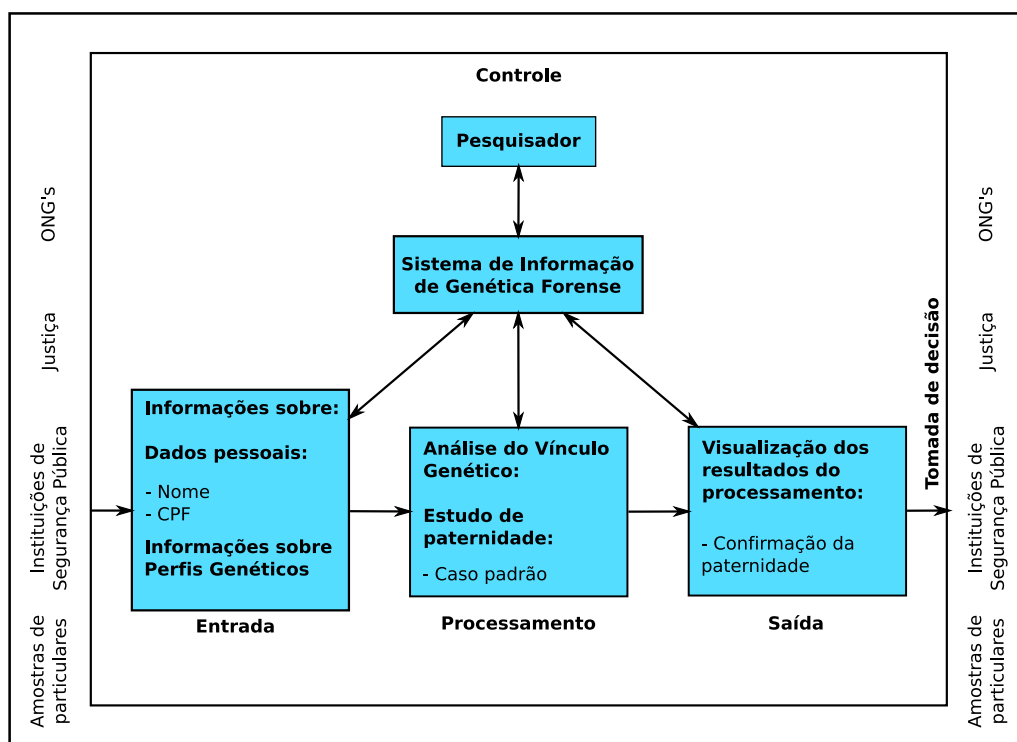 Controle
Pesquisador
Sistema de Informação
de Genética Forense
ONG's
Justiça
Instituições de
Segurança Pública
Amostras de
particulares
Informações sobre:
Dados pessoais:
- Nome
- CPF
Informações sobre
Perfis Genéticos
Entrada
Análise do Vínculo
Genético:
Estudo de
paternidade:
- Caso padrão
Processamento
Visualização dos
resultados do
processamento:
- Confirmação da
paternidade
Saída
Tomada de decisão
ONG's
Justiça
Instituições de
Segurança Pública
Amostras de
particulares